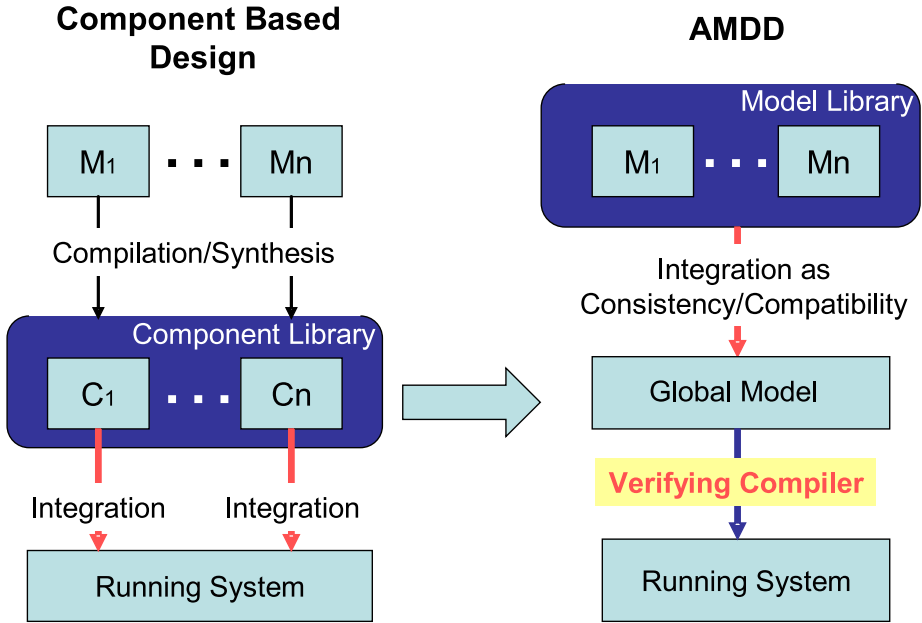 Component Based
Design
M1 ... Mn
Compilation/Synthesis
Component Library
C1 ... Cn
Integration Integration
Running System
AMDD
Model Library
M1 ... Mn
Integration as
Consistency/Compatibility
Global Model
Verifying Compiler
Running System